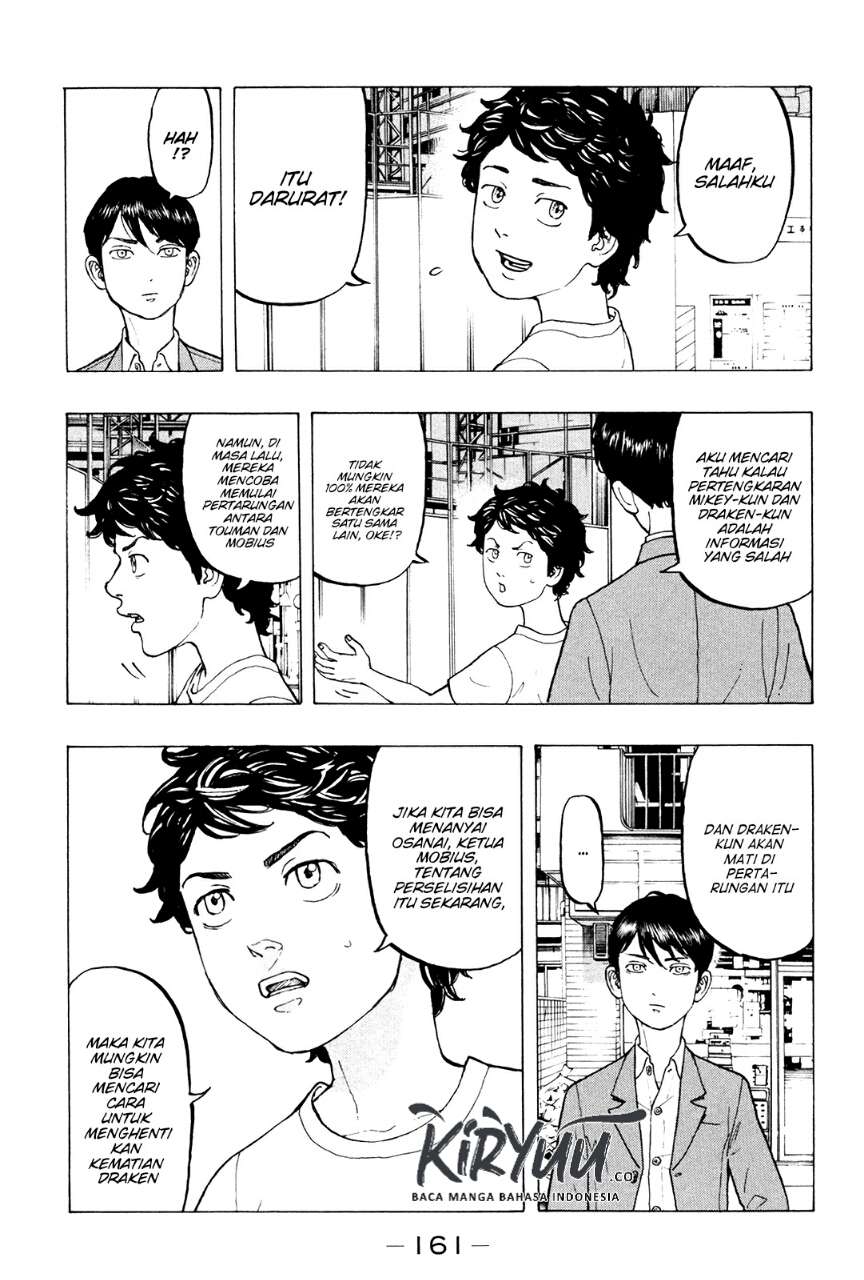 MAAF,
SALAHKU
ITU
DARURAT!
HAH
!?
AKU MENCARI
TAHU KALAU
PERTENGKARAN
MIKEY-KUN DAN
DRAKEN-KUN
ADALAH
INFORMASI
YANG SALAH
TIDAK
MUNGKIN
100% MEREKA
AKAN
BERTENGKAR
SATU SAMA
LAIN, OKE!?
NAMUN, DI
MASA LALU,
MEREKA
MENCOBA
MEMULAI
PERTARUNGAN
ANTARA
TOUMAN DAN
MOBIUS
DAN DRAKEN-
KUN AKAN
MATI DI
PERTA-
RUNGAN ITU
...
JIKA KITA BISA
MENANYAI
OSANAI, KETUA
MOBIUS,
TENTANG
PERSELISIHAN
ITU SEKARANG,
MAKA KITA
MUNGKIN
BISA
MENCARI
CARA
UNTUK
MENGHENTI
KAN
KEMATIAN
DRAKEN
KIRYUU.CO
BACA MANGA BAHASA INDONESIA
— 161 —